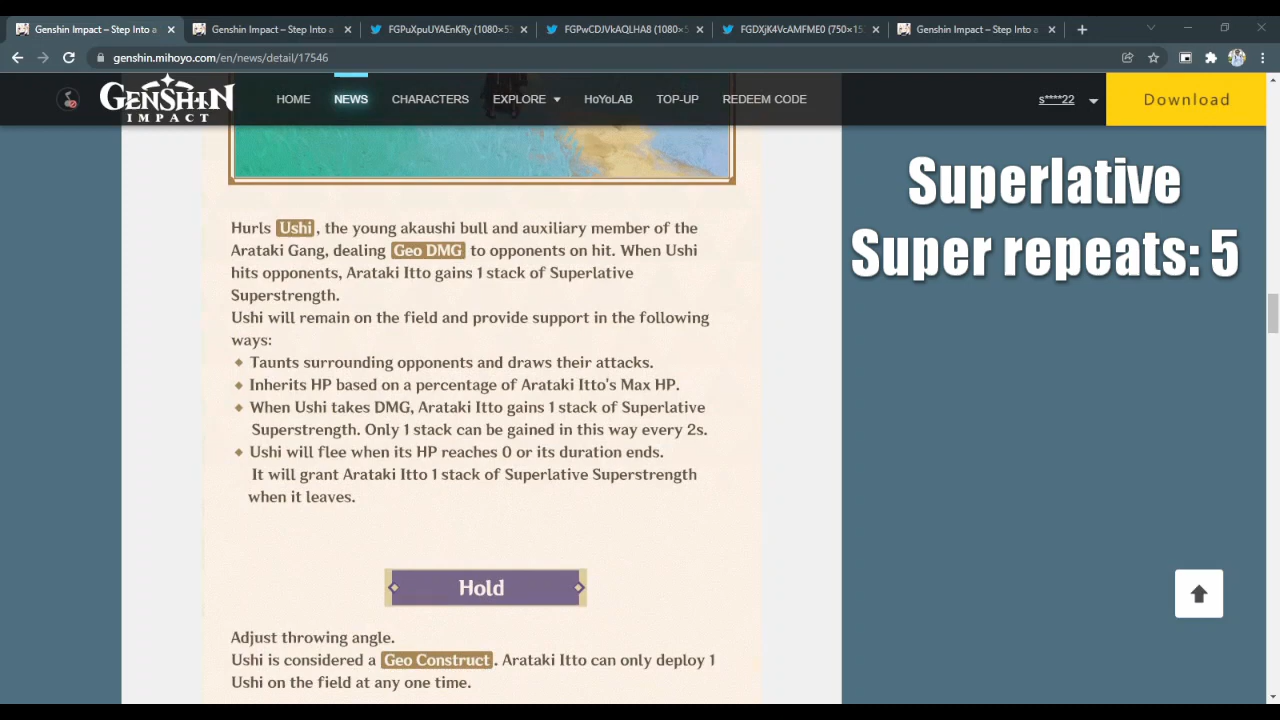 Genshin Impact – Step Into a
Genshin Impact – Step Into a
FGPuXpuUYAEnKRy (1080×53
FGPwCDJVkAQLHA8 (1080×5
FGDXjK4VcAMFME0 (750×15
Genshin Impact – Step Into a
genshin.mihoyo.com/en/news/detail/17546
GENSHIN
IMPACT
HOME
NEWS
CHARACTERS
EXPLORE
HoYoLAB
TOP-UP
REDEEM CODE
s****22
Download
Superlative
Super repeats: 5
Hurls Ushi, the young akaushi bull and auxiliary member of the
Arataki Gang, dealing Geo DMG to opponents on hit. When Ushi
hits opponents, Arataki Itto gains 1 stack of Superlative
Superstrength.
Ushi will remain on the field and provide support in the following
ways:
Taunts surrounding opponents and draws their attacks.
Inherits HP based on a percentage of Arataki Itto's Max HP.
When Ushi takes DMG, Arataki Itto gains 1 stack of Superlative
Superstrength. Only 1 stack can be gained in this way every 2s.
Ushi will flee when its HP reaches 0 or its duration ends.
It will grant Arataki Itto 1 stack of Superlative Superstrength
when it leaves.
Hold
Adjust throwing angle.
Ushi is considered a Geo Construct. Arataki Itto can only deploy 1
Ushi on the field at any one time.